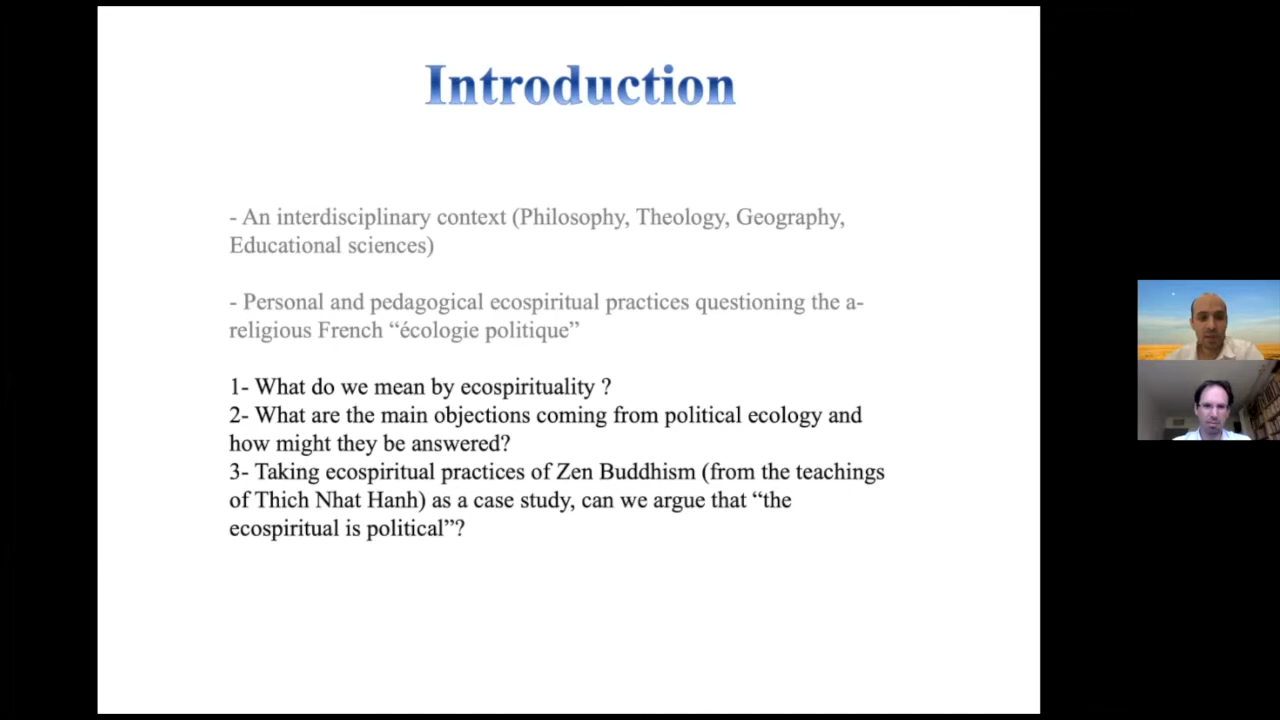 Introduction
- An interdisciplinary context (Philosophy, Theology, Geography,
Educational sciences)
- Personal and pedagogical ecospiritual practices questioning the a-
religious French “écologie politique”
1- What do we mean by ecospirituality ?
2- What are the main objections coming from political ecology and
how might they be answered?
3- Taking ecospiritual practices of Zen Buddhism (from the teachings
of Thich Nhat Hanh) as a case study, can we argue that “the
ecospiritual is political”?